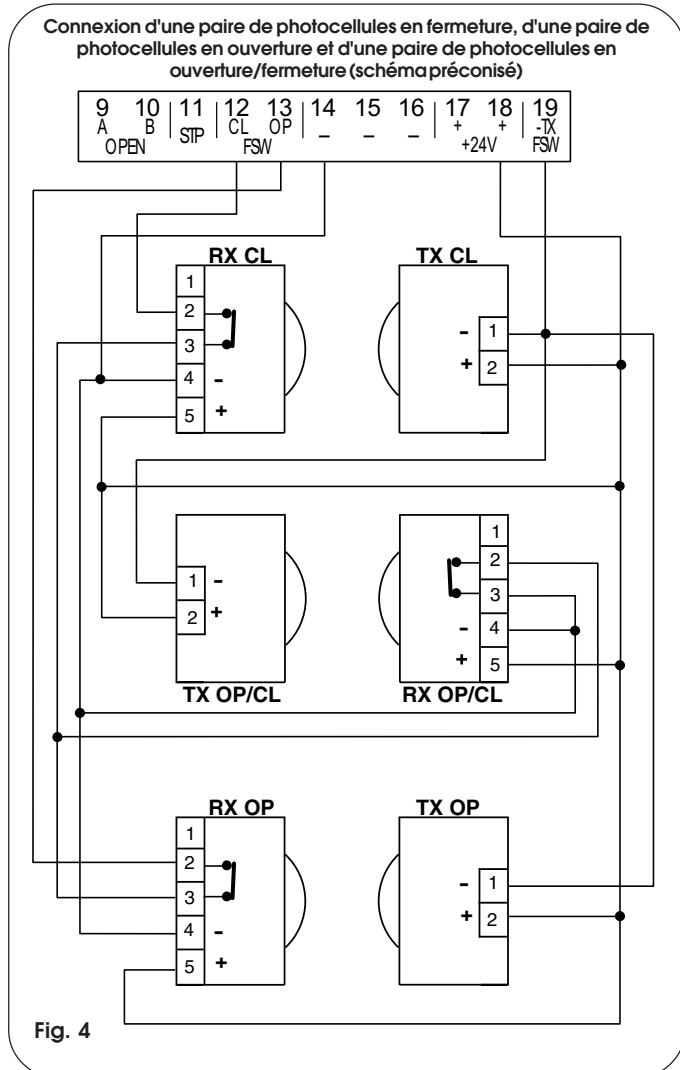 Connexion d'une paire de photocellules en fermeture, d'une paire de
photocellules en ouverture et d'une paire de photocellules en
ouverture/fermeture (schéma préconisé)
9 10 11 12 13 14 15 16 17 18 19
A B STP CL OP - - - + + -TX
OPEN FSW +24V FSW
RX CL TX CL
1
2
3
4 -
5 +
- 1
+ 2
1 -
2 +
1
2
3
- 4
+ 5
TX OP/CL RX OP/CL
RX OP TX OP
1
2
3
4 -
5 +
- 1
+ 2
Fig. 4